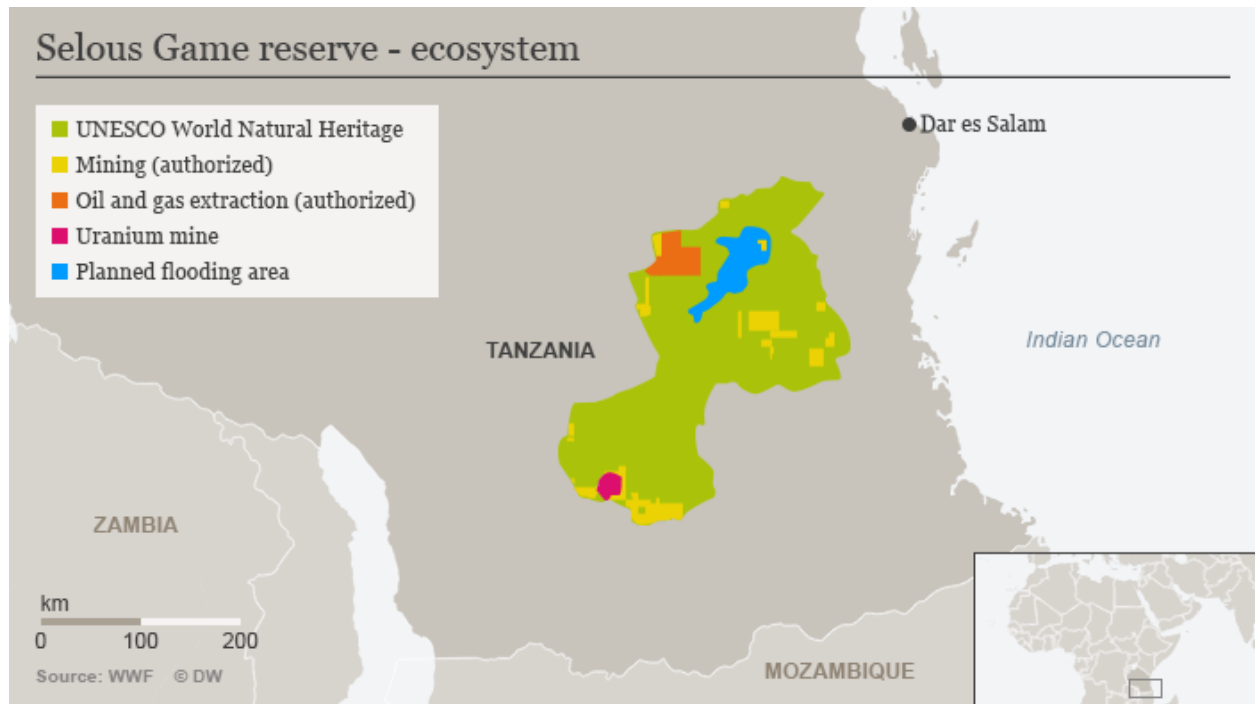 Selous Game reserve - ecosystem
UNESCO World Natural Heritage
Mining (authorized)
Oil and gas extraction (authorized)
Uranium mine
Planned flooding area
Dar es Salam
Indian Ocean
TANZANIA
ZAMBIA
MOZAMBIQUE
km
0 100 200
Source: WWF © DW